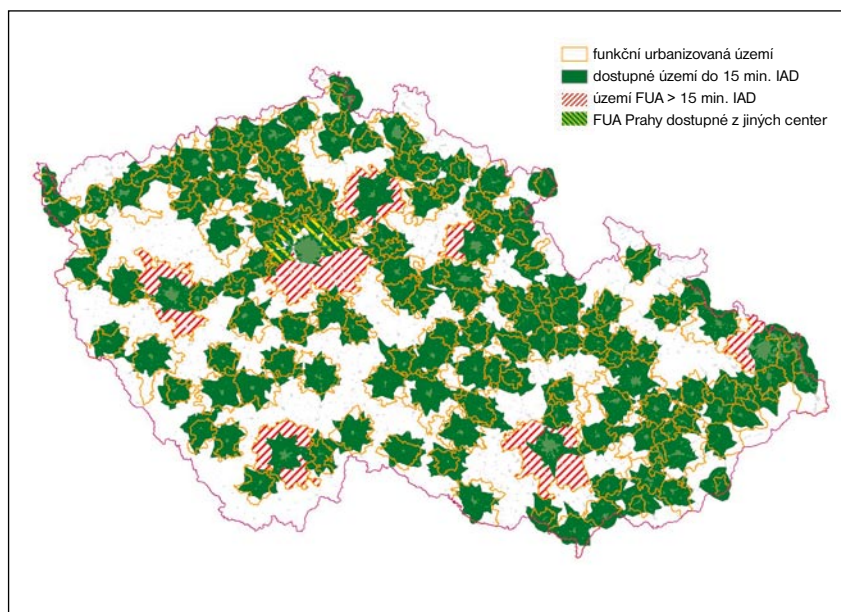 funkční urbanizovaná území
dostupné území do 15 min. IAD
území FUA > 15 min. IAD
FUA Prahy dostupné z jiných center